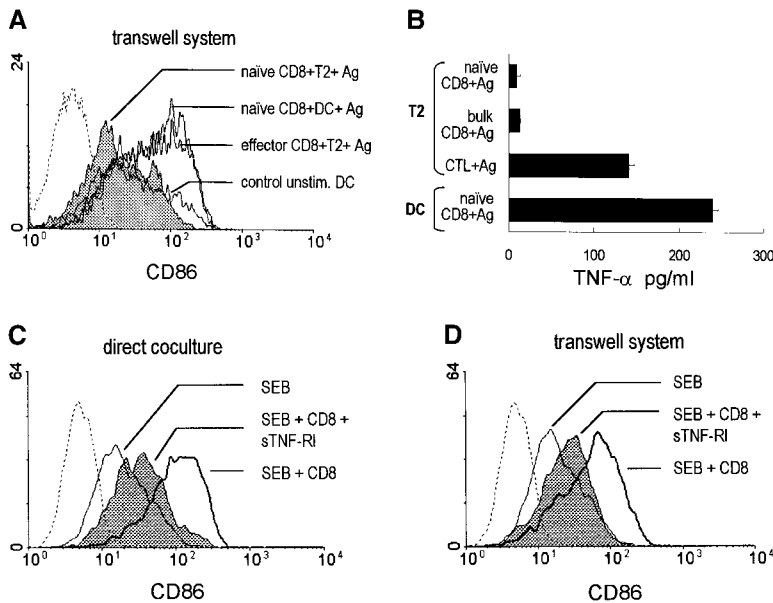 A
transwell system
24
0
naïve CD8+T2+ Ag
naïve CD8+DC+ Ag
effector CD8+T2+ Ag
control unstim. DC
10⁰ 10¹ 10² 10³ 10⁴
CD86
B
T2
naïve
CD8+Ag
bulk
CD8+Ag
CTL+Ag
DC
naïve
CD8+Ag
0 100 200 300
TNF-α pg/ml
C
direct coculture
64
0
SEB
SEB + CD8 +
sTNF-RI
SEB + CD8
10⁰ 10¹ 10² 10³ 10⁴
CD86
D
transwell system
64
0
SEB
SEB + CD8 +
sTNF-RI
SEB + CD8
10⁰ 10¹ 10² 10³ 10⁴
CD86